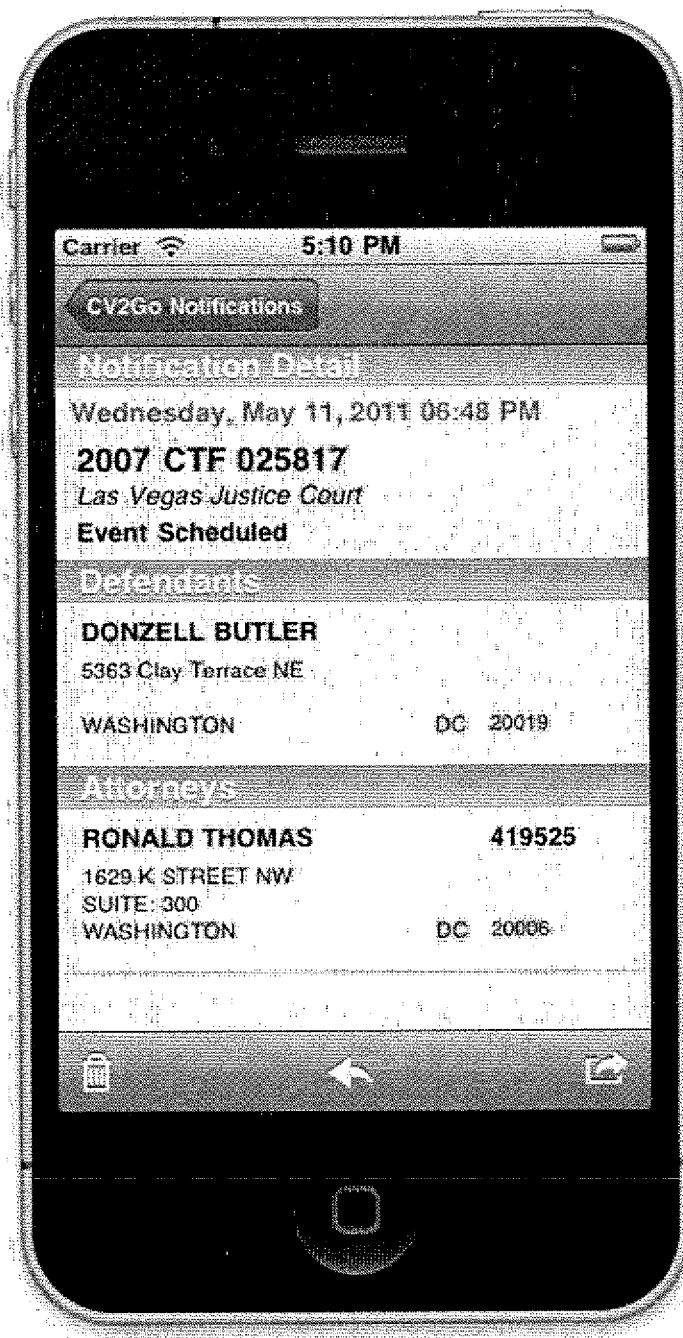 Carrier 5:10 PM
CV2Go Notifications
Notification Detail
Wednesday, May 11, 2011 06:48 PM
2007 CTF 025817
Las Vegas Justice Court
Event Scheduled
Defendants
DONZELL BUTLER
5363 Clay Terrace NE
WASHINGTON DC 20019
Attorneys
RONALD THOMAS 419525
1629 K STREET NW
SUITE: 300
WASHINGTON DC 20006